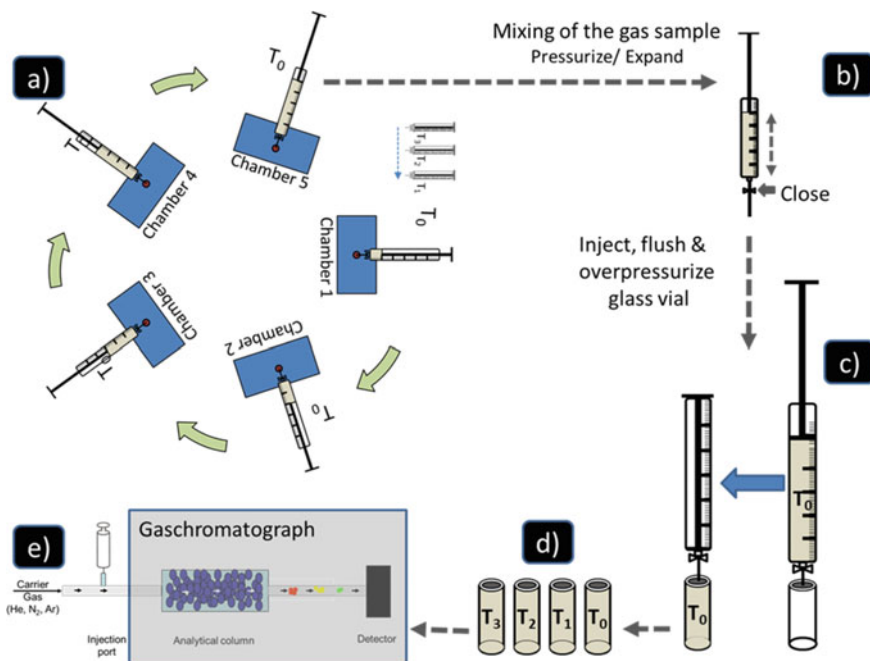 a)
T0
Chamber 5
T
Chamber 4
T
Chamber 3
Chamber 2
T0
Chamber 1
T0
T3
T2
T1
Mixing of the gas sample
Pressurize/ Expand
b)
Close
Inject, flush &
overpressurize
glass vial
c)
T0
T0
d)
T3
T2
T1
T0
e)
Gaschromatograph
Carrier
Gas
(He, N2, Ar)
Injection
port
Analytical column
Detector